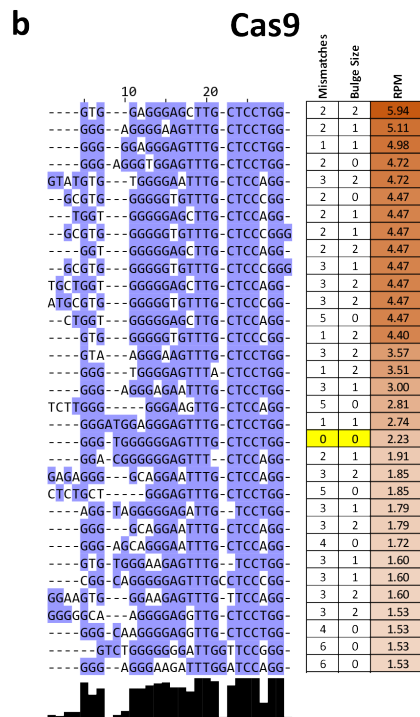 b
Cas9
Mismatches
Bulge Size
RPM
10 20
----GTG---GAGGGAGCTTG-CTCCTGG- 2 2 5.94
----GGG--AGGGGAAGTTTG-CTCCTGG- 2 1 5.11
----GGG---GGAGGGAGTTTG-CTCCTGG- 1 1 4.98
----GGG-AGGGTGGAGTTTG-CTCCTGG- 2 0 4.72
GTATGTG---TGGGGAATTTG-CTCCAGG- 3 2 4.72
--GCGTG---GGGGGTGTTTG-CTCCCGG- 2 0 4.47
---TGGT---GGGGGAGCTTG-CTCCTGG- 2 1 4.47
--GCGTG---GGGGGTGTTTG-CTCCCGGG 2 1 4.47
----GGT---GGGGGAGCTTG-CTCCTGG- 2 2 4.47
--GCGTG---GGGGGTGTTTG-CTCCCGGG 3 1 4.47
TGCTGGT---GGGGGAGCTTG-CTCCTGG- 3 2 4.47
ATGCGTG---GGGGGTGTTTG-CTCCCGG- 3 2 4.47
--CTGGT---GGGGGAGCTTG-CTCCTGG- 5 0 4.47
----GTG---GGGGGTGTTTG-CTCCCGG- 1 2 4.40
----GTA---AGGGAAGTTTG-CTCCTGG- 3 2 3.57
----GGG---TGGGGAGTTTA-CTCCTGG- 1 2 3.51
----GGG--AGGGAGAATTTG-CTCCTGG- 3 1 3.00
TCTTGGG-----GGGAAGTTG-CTCCTGG- 5 0 2.81
----GGGATGGAGGGAGTTTG-CTCCTGG- 1 1 2.74
----GGG-TGGGGGGAGTTTG-CTCCTGG- 0 0 2.23
----GGA-CGGGGGGAGTTT--CTCCAGG- 2 1 1.91
GAGAGGG---GCAGGAATTTG-CTCCAGG- 3 2 1.85
CTCTGCT-----GGGAGTTTG-CTCCAGG- 5 0 1.85
----AGG-TAGGGGGAGATTG--TCCTGG- 3 1 1.79
----GGG---GCAGGAATTTG-CTCCAGG- 3 2 1.79
----GGG-AGCAGGGAATTTG-CTCCAGG- 4 0 1.72
----GTG-TGGGAAGAGTTTG-CTCCTGG- 3 1 1.60
----CGG-CAGGGGGAGTTTGCCTCCCGG- 3 1 1.60
GGAAGTG---GGAAGAGTTTG-TTCCAGG- 3 2 1.60
GGGGGCA---AGGGGAGGTTG-CTCCTGG- 3 2 1.53
----GGG-CAAGGGGAGGTTG-CTCCTGG- 4 0 1.53
------GTCTGGGGGGGATTGGTTCCGG- 6 0 1.53
----GGG--AGGGAAGATTTGGATCCAGG- 6 0 1.53